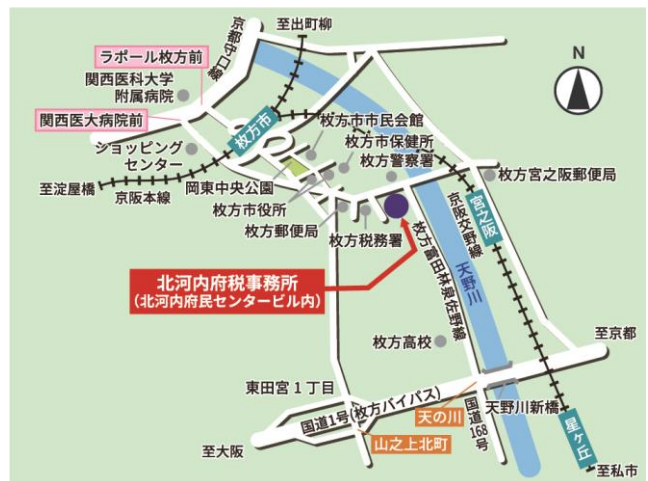 至出町柳
京都守口線
ラポール枚方前
関西医科大学
附属病院
関西医大病院前
枚方市
ショッピング
センター
至淀屋橋
京阪本線
枚方市市民会館
枚方市保健所
枚方警察署
岡東中央公園
枚方市役所
枚方郵便局
枚方税務署
枚方宮之阪郵便局
宮之阪
京阪交野線
天野川
枚方富田林泉佐野線
北河内府税事務所
(北河内府民センタービル内)
枚方高校
至京都
東田宮1丁目
国道1号(枚方バイパス)
天の川
天野川新橋
国道168号
星ヶ丘
至大阪
山之上北町
至私市
N